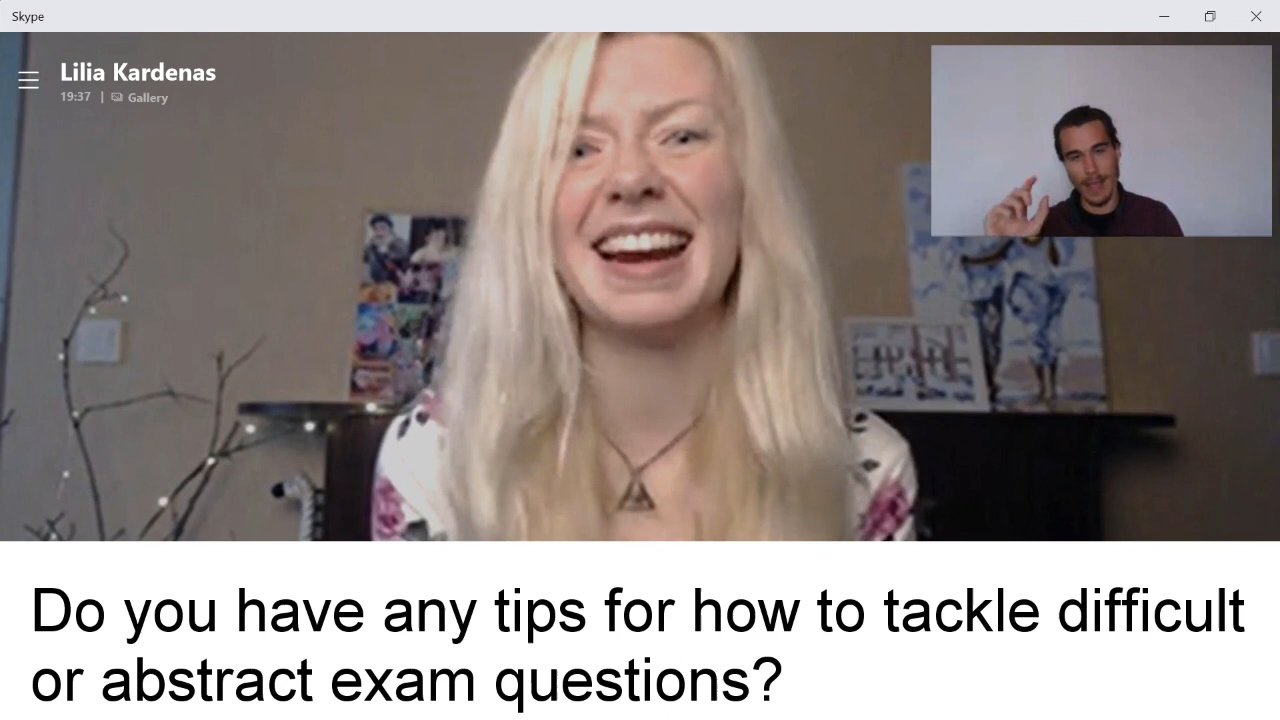 Skype
Lilia Kardenas
19:37 | Gallery
Do you have any tips for how to tackle difficult
or abstract exam questions?